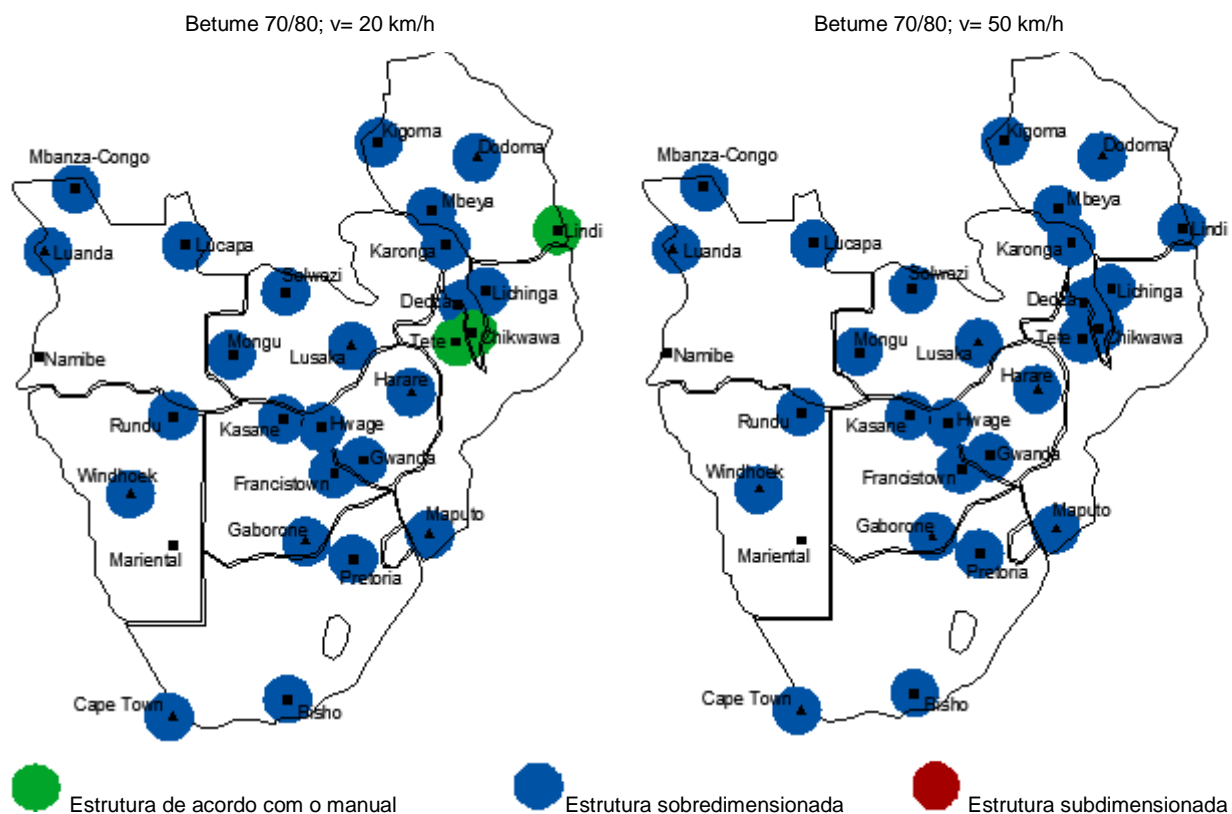 Betume 70/80; v= 20 km/h
Betume 70/80; v= 50 km/h
Kigoma
Dodoma
Mbanza-Congo
Mbeya
Lindi
Luanda
Lucapa
Karonga
Solwezi
Dedza
Lichinga
Mongu
Lusaka
Tete
Chikwawa
Namibe
Harare
Rundu
Kasane
Hwage
Gwanda
Windhoek
Francistown
Gaborone
Maputo
Mariental
Pretoria
Cape Town
Bisho
Kigoma
Dodoma
Mbanza-Congo
Mbeya
Lindi
Luanda
Lucapa
Karonga
Solwezi
Dedza
Lichinga
Mongu
Lusaka
Tete
Chikwawa
Namibe
Harare
Rundu
Kasane
Hwage
Gwanda
Windhoek
Francistown
Gaborone
Maputo
Mariental
Pretoria
Cape Town
Bisho
Estrutura de acordo com o manual
Estrutura sobredimensionada
Estrutura subdimensionada